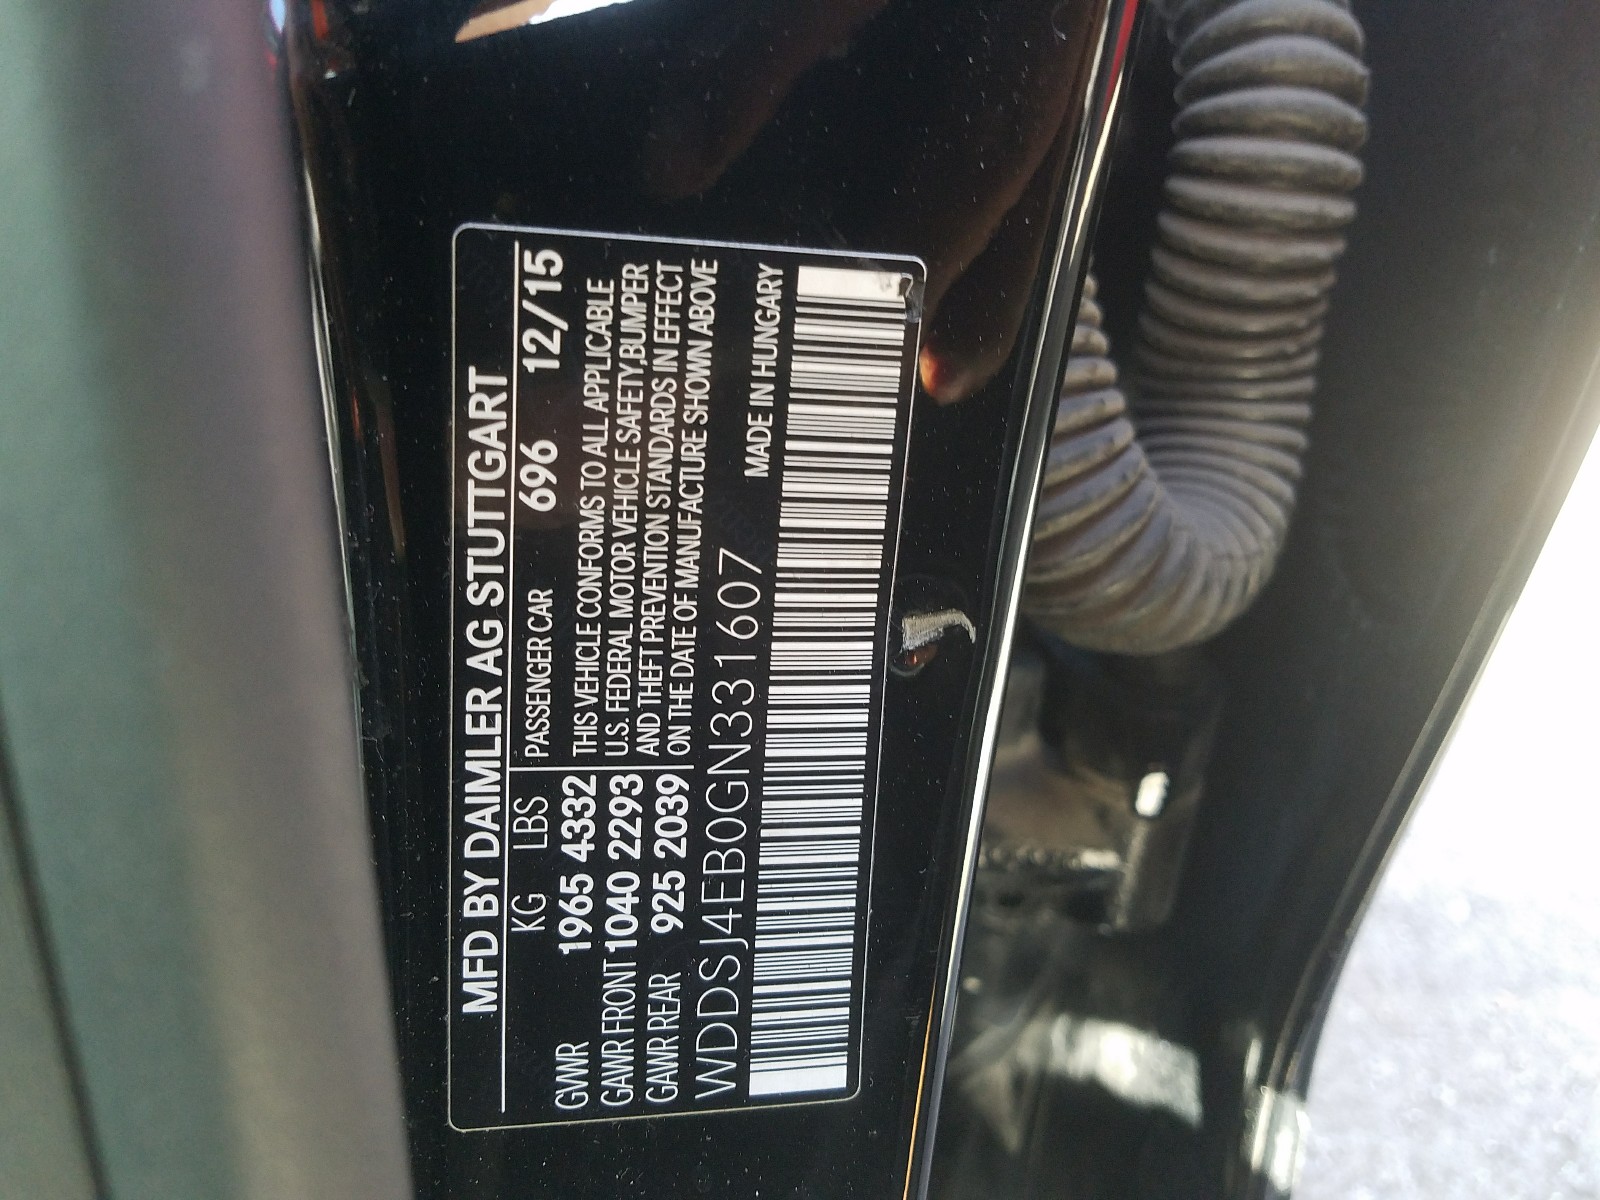 MFD BY DAIMLER AG STUTTGART
KG LBS PASSENGER CAR 696 12/15
GVWR 1965 4332 THIS VEHICLE CONFORMS TO ALL APPLICABLE
GAWR FRONT 1040 2293 U.S. FEDERAL MOTOR VEHICLE SAFETY,BUMPER
GAWR REAR 925 2039 AND THEFT PREVENTION STANDARDS IN EFFECT
ON THE DATE OF MANUFACTURE SHOWN ABOVE
WDDSJ4EB0GN331607 MADE IN HUNGARY